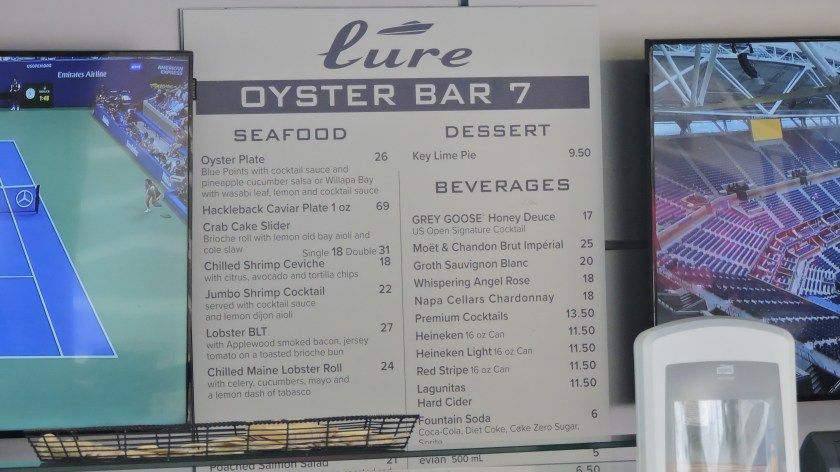 lure
OYSTER BAR 7
SEAFOOD
Oyster Plate 26
Blue Points with cocktail sauce and
pineapple cucumber salsa or Willapa Bay
with wasabi leaf, lemon and cocktail sauce
Hackleback Caviar Plate 1 oz 69
Crab Cake Slider
Brioche roll with lemon old bay aioli and
cole slaw
Single 18 Double 31
Chilled Shrimp Ceviche 18
with citrus, avocado and tortilla chips
Jumbo Shrimp Cocktail 22
served with cocktail sauce
and lemon dijon aioli
Lobster BLT 27
with Applewood smoked bacon, jersey
tomato on a toasted brioche bun
Chilled Maine Lobster Roll 24
with celery, cucumbers, mayo and
a lemon dash of tabasco
Poached Salmon Salad 21
DESSERT
Key Lime Pie 9.50
BEVERAGES
GREY GOOSE® Honey Deuce 17
US Open Signature Cocktail
Moët & Chandon Brut Impérial 25
Groth Sauvignon Blanc 20
Whispering Angel Rose 18
Napa Cellars Chardonnay 18
Premium Cocktails 13.50
Heineken 16 oz Can 11.50
Heineken Light 16 oz Can 11.50
Red Stripe 16 oz Can 11.50
Lagunitas 11.50
Hard Cider
Fountain Soda 6
Coca-Cola, Diet Coke, Coke Zero Sugar,
Sprite
evian 500 mL 5
6.50
Emirates Airline
AMERICAN EXPRESS